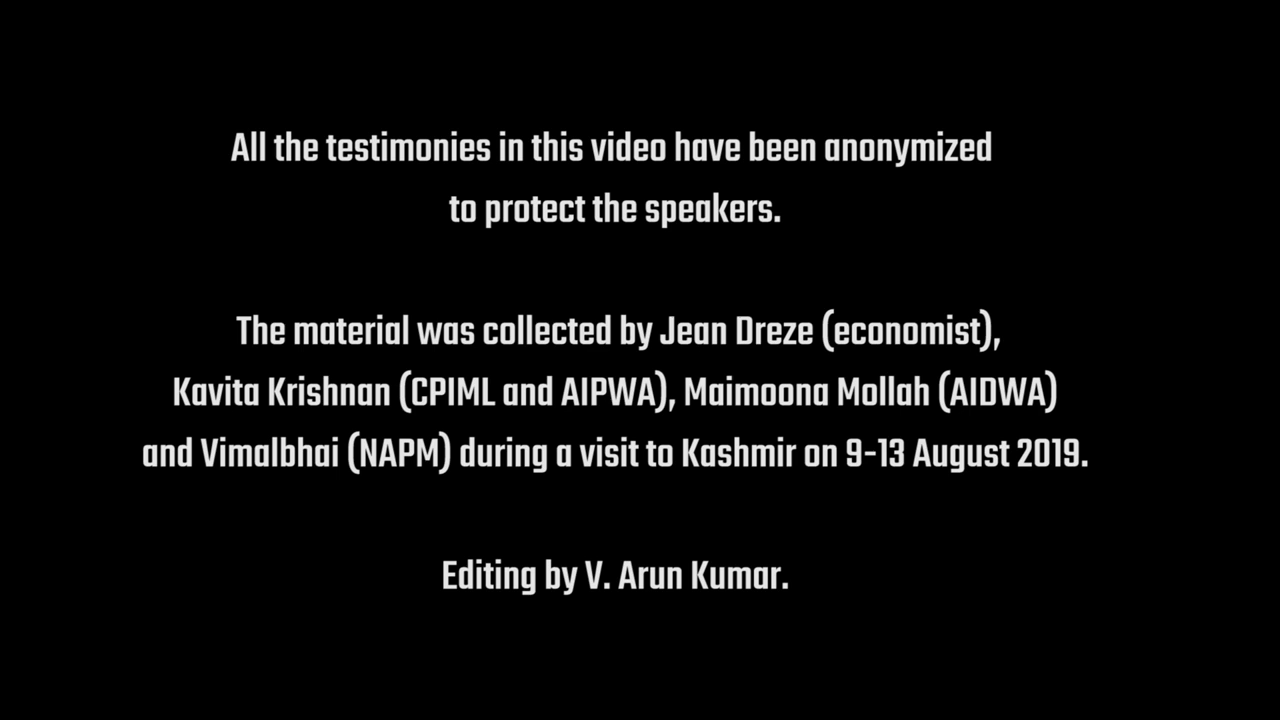 All the testimonies in this video have been anonymized
to protect the speakers.
The material was collected by Jean Dreze (economist),
Kavita Krishnan (CPIML and AIPWA), Maimoona Mollah (AIDWA)
and Vimalbhai (NAPM) during a visit to Kashmir on 9-13 August 2019.
Editing by V. Arun Kumar.